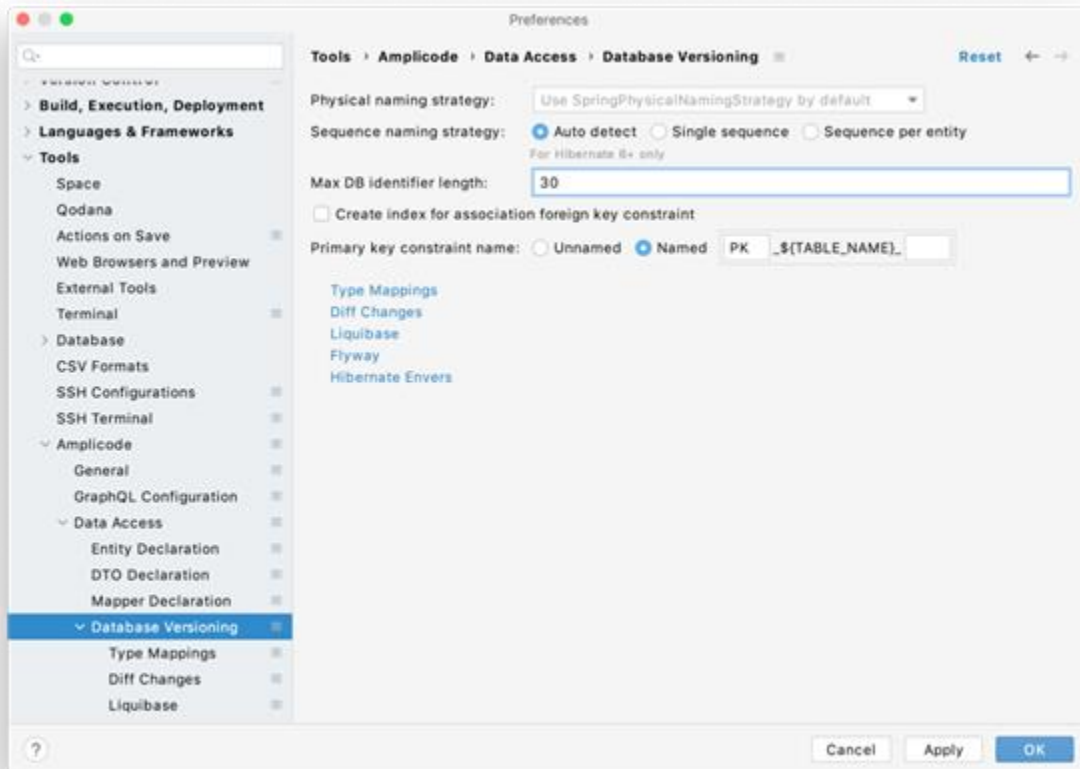 Preferences
Tools › Amplicode › Data Access › Database Versioning
Reset
Build, Execution, Deployment
Languages & Frameworks
Tools
Space
Qodana
Actions on Save
Web Browsers and Preview
External Tools
Terminal
Database
CSV Formats
SSH Configurations
SSH Terminal
Amplicode
General
GraphQL Configuration
Data Access
Entity Declaration
DTO Declaration
Mapper Declaration
Database Versioning
Type Mappings
Diff Changes
Liquibase
Physical naming strategy: Use SpringPhysicalNamingStrategy by default
Sequence naming strategy: Auto detect Single sequence Sequence per entity
For Hibernate 6+ only
Max DB identifier length: 30
Create index for association foreign key constraint
Primary key constraint name: Unnamed Named PK _${TABLE_NAME}_
Type Mappings
Diff Changes
Liquibase
Flyway
Hibernate Envers
? Cancel Apply OK